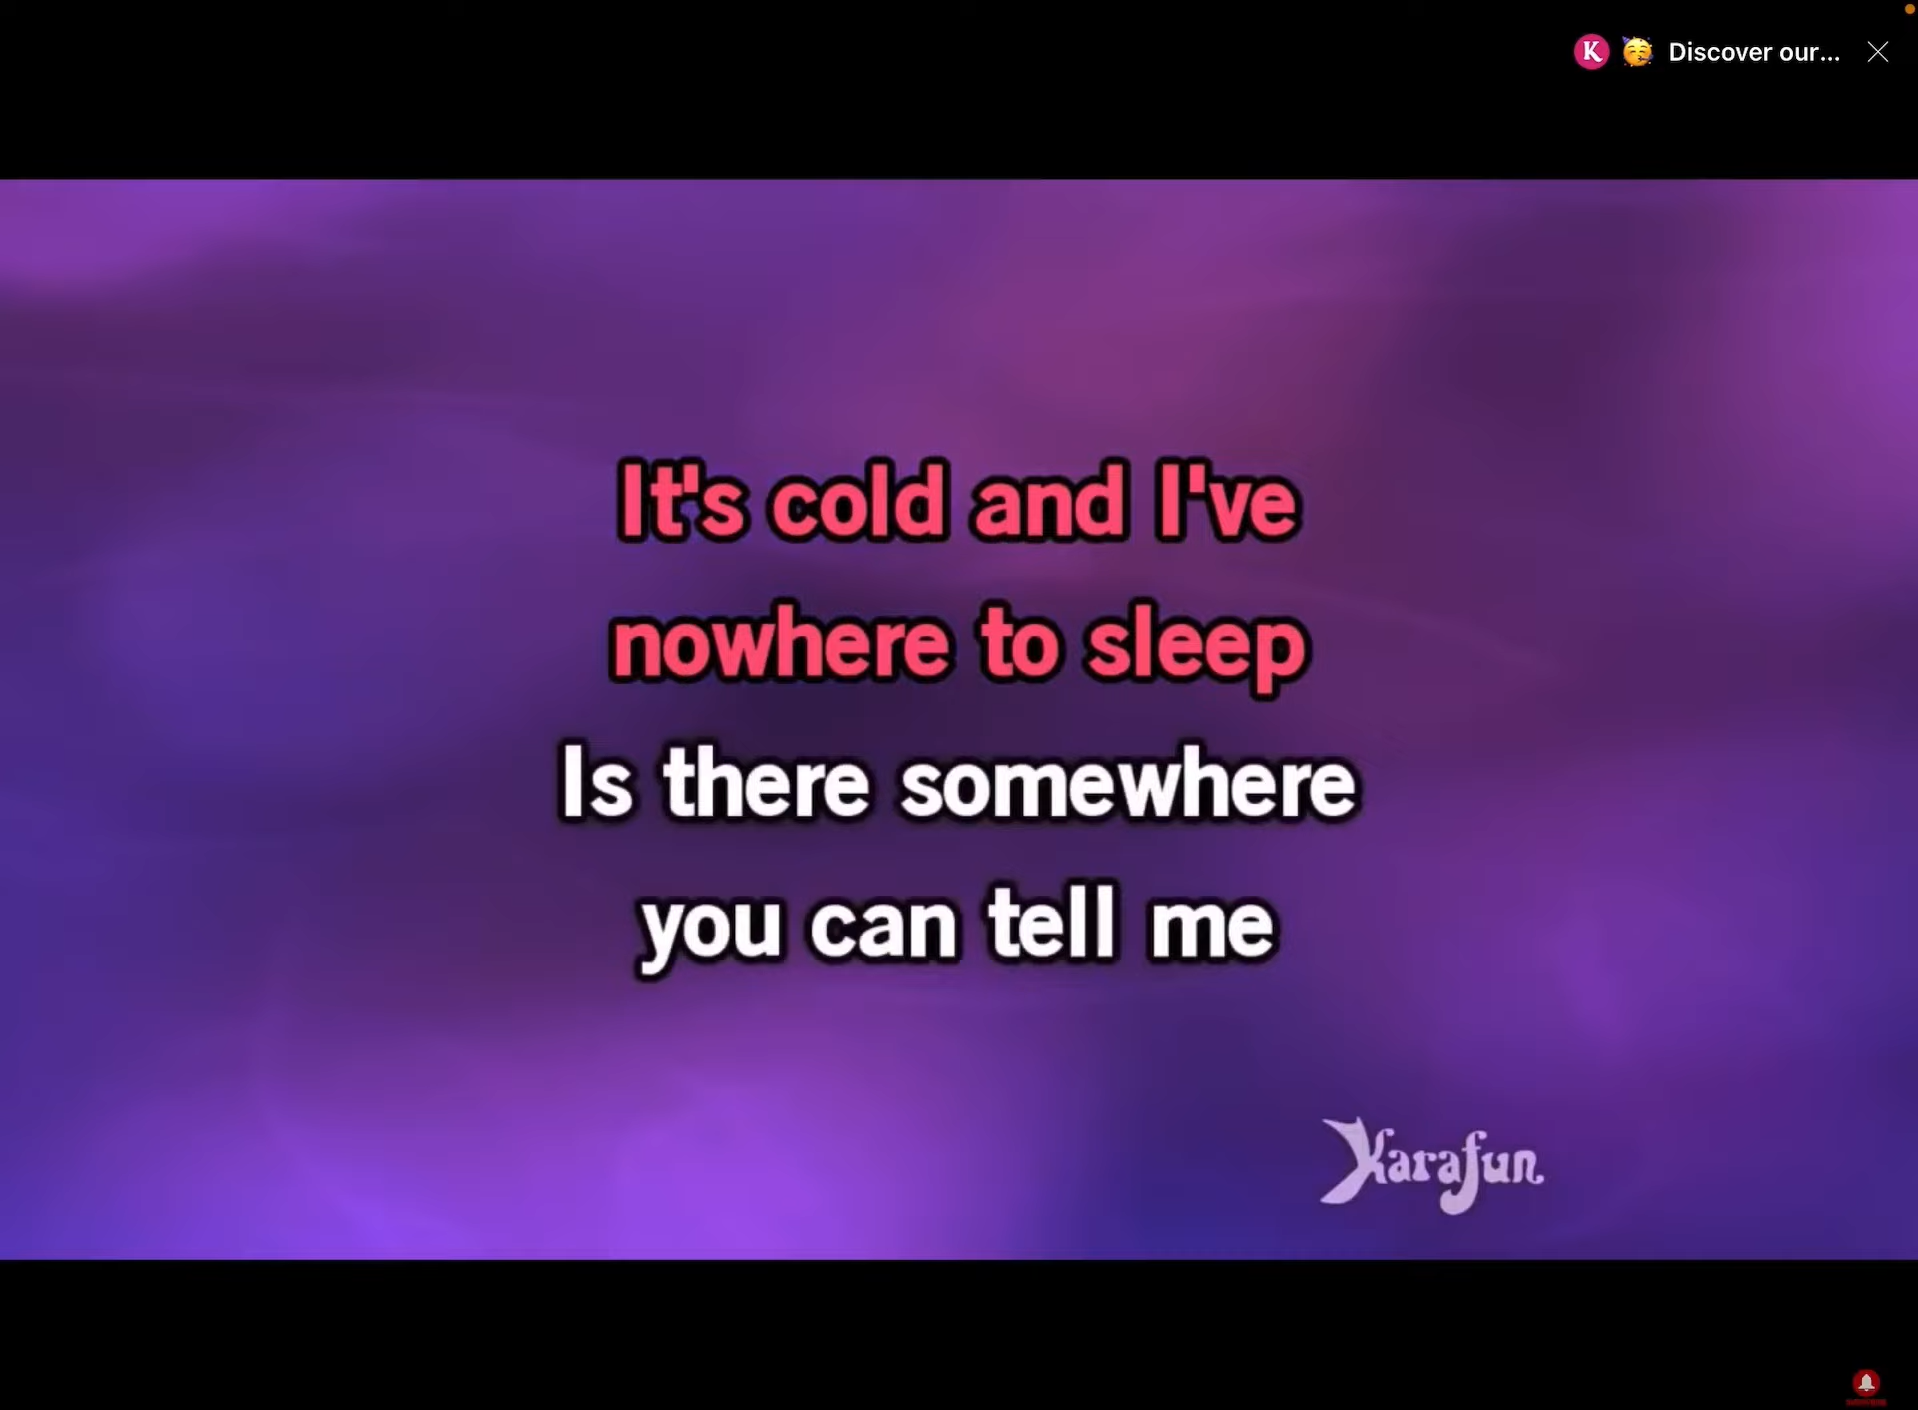 K 🥳 Discover our...
It's cold and I've
nowhere to sleep
Is there somewhere
you can tell me
Karafun